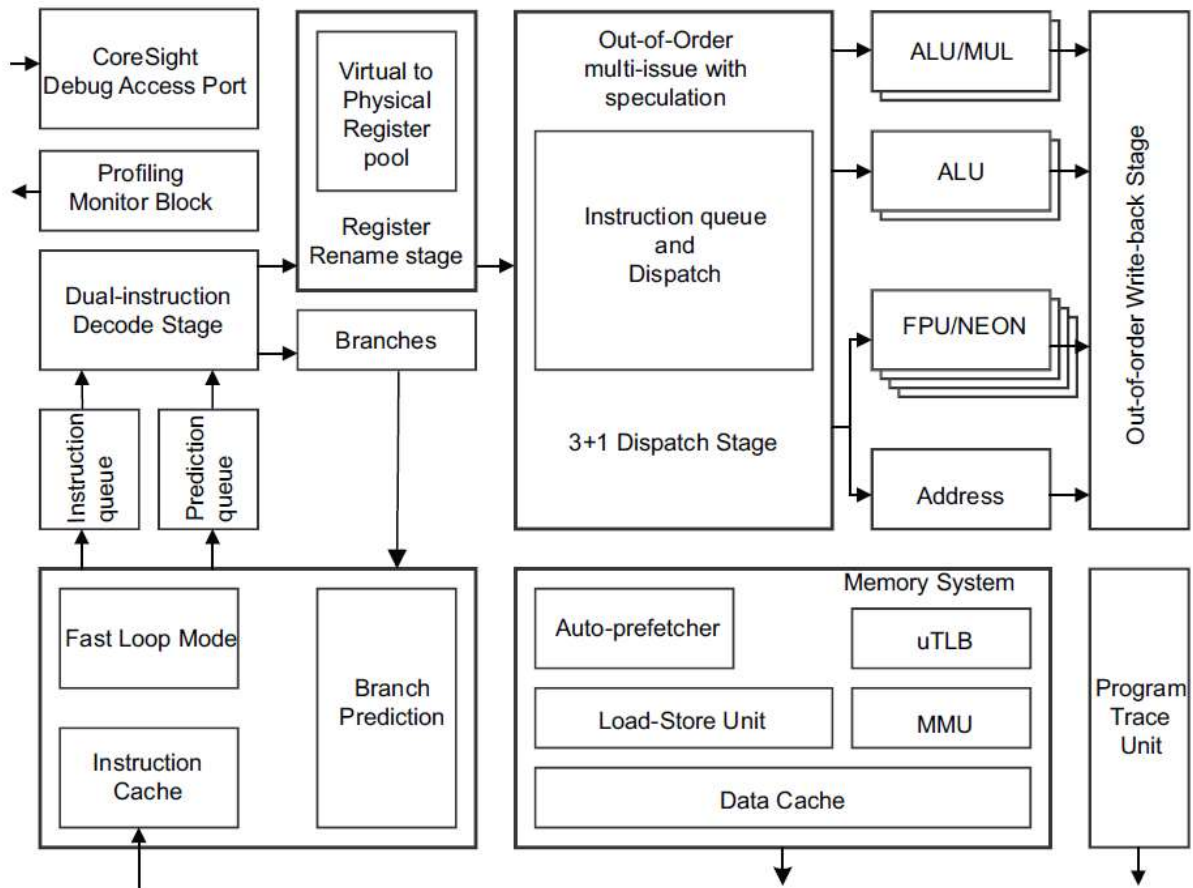 CoreSight
Debug Access Port
Profiling
Monitor Block
Dual-instruction
Decode Stage
Instruction
queue
Prediction
queue
Virtual to
Physical
Register
pool
Register
Rename stage
Branches
Out-of-Order
multi-issue with
speculation
Instruction queue
and
Dispatch
3+1 Dispatch Stage
ALU/MUL
ALU
FPU/NEON
Address
Out-of-order Write-back Stage
Fast Loop Mode
Instruction
Cache
Branch
Prediction
Memory System
Auto-prefetcher
uTLB
Load-Store Unit
MMU
Data Cache
Program
Trace
Unit